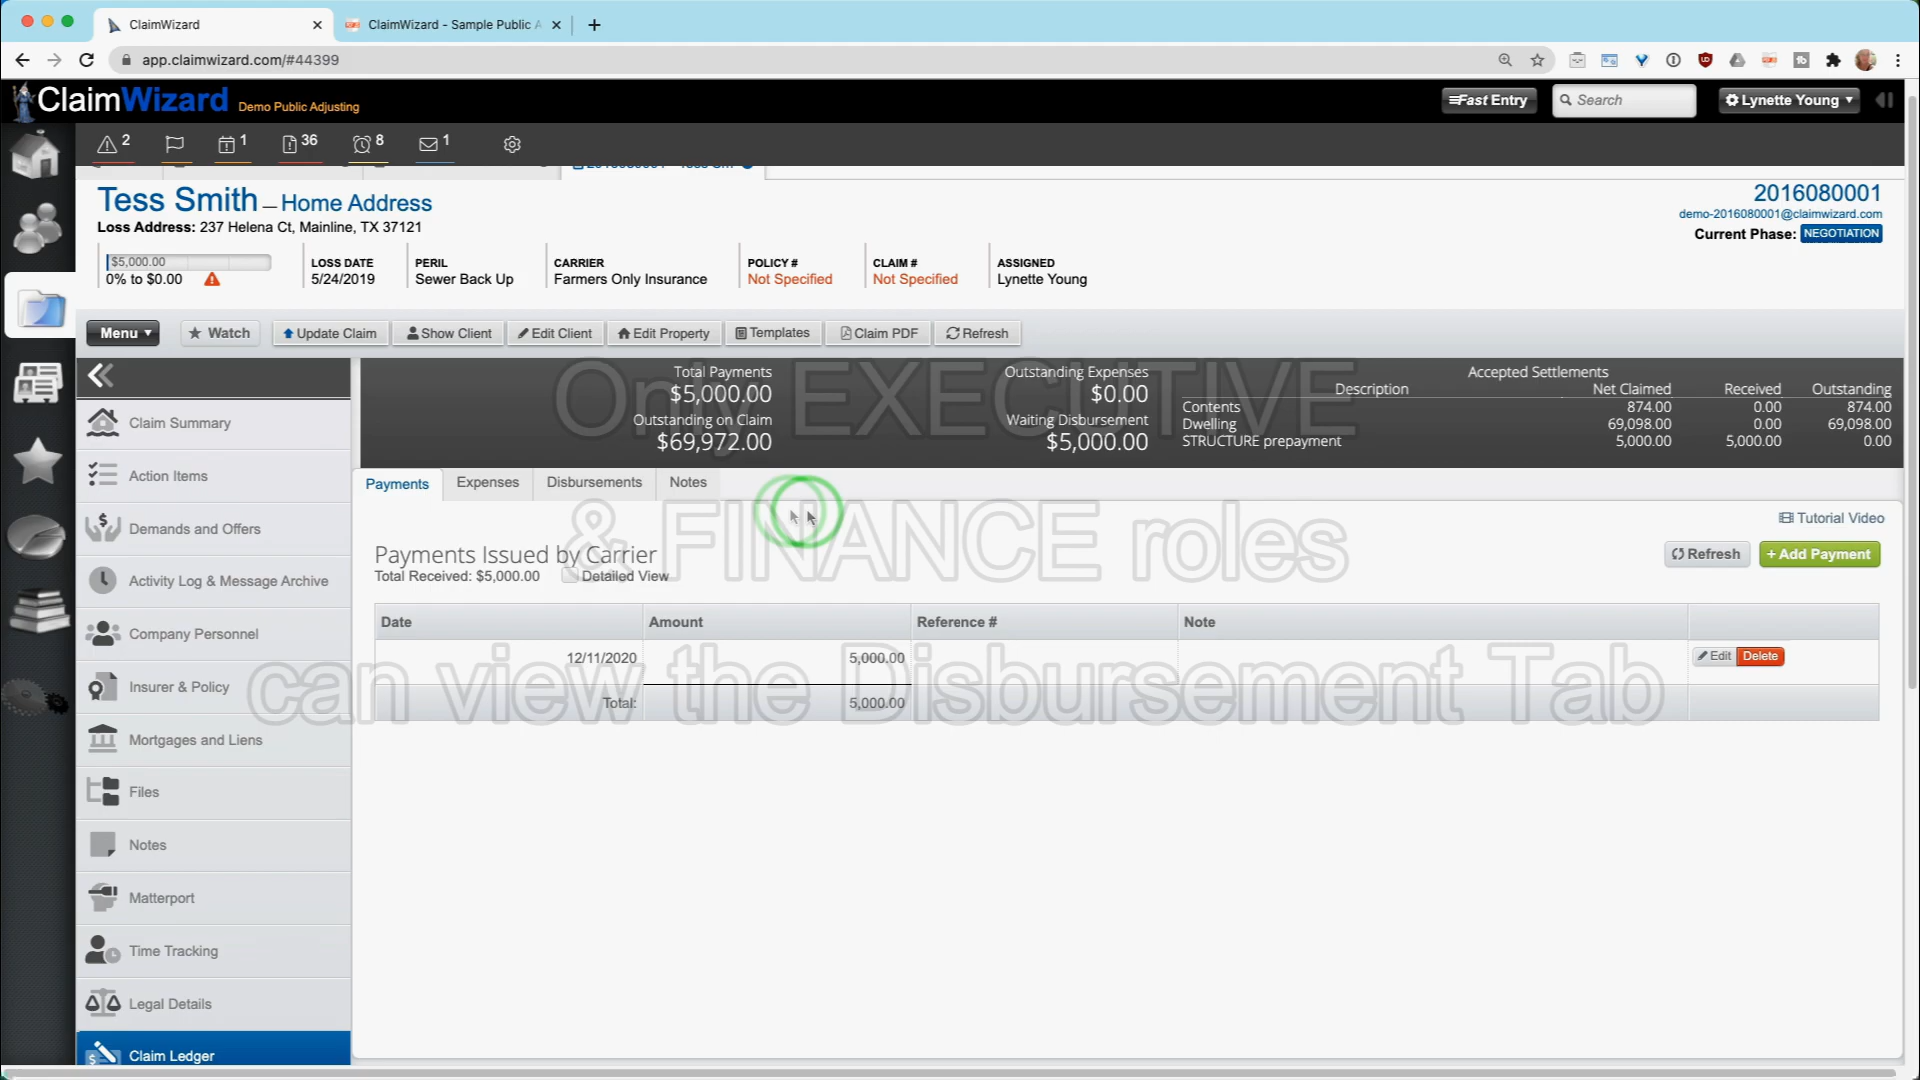 ClaimWizard
ClaimWizard - Sample Public A
app.claimwizard.com/#44399
ClaimWizard Demo Public Adjusting
Fast Entry
Search
Lynette Young
2
1
36
8
1
Tess Smith — Home Address
Loss Address: 237 Helena Ct, Mainline, TX 37121
2016080001
demo-2016080001@claimwizard.com
Current Phase: NEGOTIATION
$5,000.00
0% to $0.00
LOSS DATE
5/24/2019
PERIL
Sewer Back Up
CARRIER
Farmers Only Insurance
POLICY #
Not Specified
CLAIM #
Not Specified
ASSIGNED
Lynette Young
Menu
Watch
Update Claim
Show Client
Edit Client
Edit Property
Templates
Claim PDF
Refresh
Claim Summary
Action Items
Demands and Offers
Activity Log & Message Archive
Company Personnel
Insurer & Policy
Mortgages and Liens
Files
Notes
Matterport
Time Tracking
Legal Details
Claim Ledger
Total Payments
$5,000.00
Outstanding on Claim
$69,972.00
Outstanding Expenses
$0.00
Waiting Disbursement
$5,000.00
Accepted Settlements
Description Net Claimed Received Outstanding
Contents 874.00 0.00 874.00
Dwelling 69,098.00 0.00 69,098.00
STRUCTURE prepayment 5,000.00 5,000.00 0.00
Only EXECUTIVE
& FINANCE roles
can view the Disbursement Tab
Payments
Expenses
Disbursements
Notes
Tutorial Video
Payments Issued by Carrier
Total Received: $5,000.00
Detailed View
Refresh
+ Add Payment
Date Amount Reference # Note
12/11/2020 5,000.00 Edit Delete
Total: 5,000.00